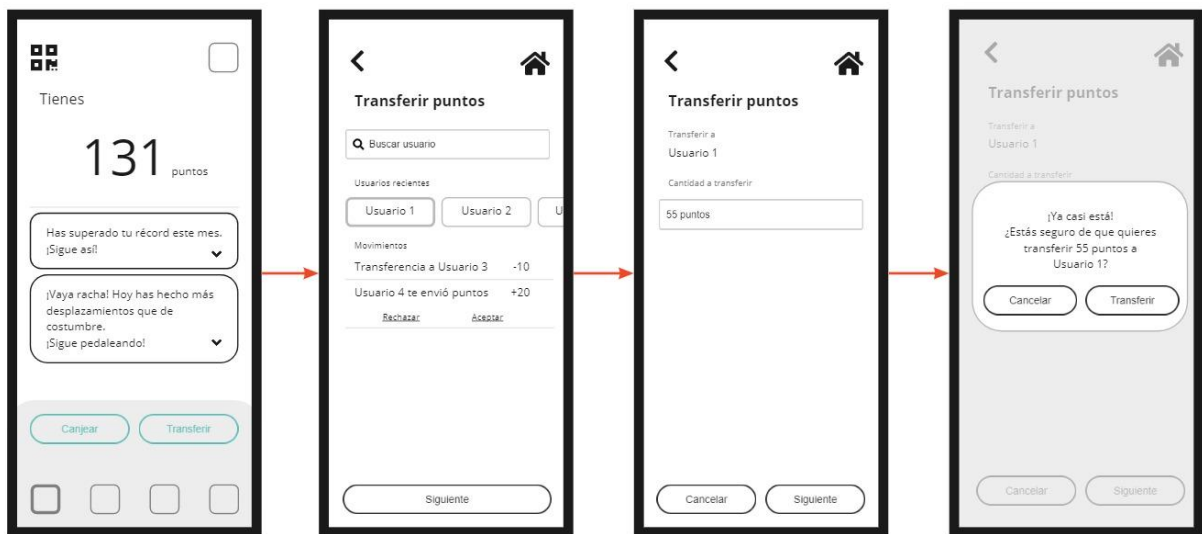 Tienes
131 puntos
Has superado tu récord este mes.
¡Sigue así!
¡Vaya racha! Hoy has hecho más
desplazamientos que de
costumbre.
¡Sigue pedaleando!
Canjear Transferir
Transferir puntos
Buscar usuario
Usuarios recientes
Usuario 1 Usuario 2 U
Movimientos
Transferencia a Usuario 3 -10
Usuario 4 te envió puntos +20
Rechazar Aceptar
Siguiente
Transferir puntos
Transferir a
Usuario 1
Cantidad a transferir
55 puntos
Cancelar Siguiente
Transferir puntos
Transferir a
Usuario 1
Cantidad a transferir
¡Ya casi está!
¿Estás seguro de que quieres
transferir 55 puntos a
Usuario 1?
Cancelar Transferir
Cancelar Siguiente